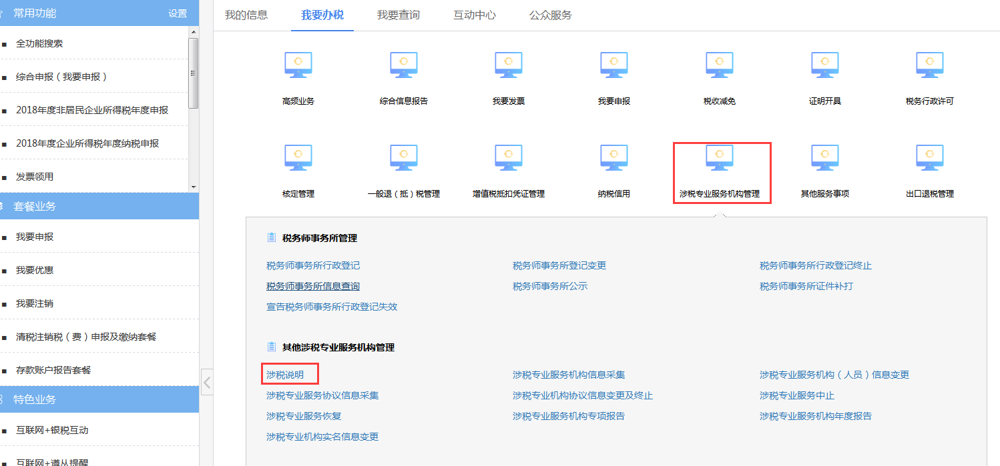 常用功能 设置
全功能搜索
综合申报（我要申报）
2018年度非居民企业所得税年度申报
2018年度企业所得税年度纳税申报
发票领用
套餐业务
我要申报
我要优惠
我要注销
清税注销税（费）申报及缴纳套餐
存款账户报告套餐
特色业务
互联网+银税互动
互联网+遵从提醒
我的信息 我要办税 我要查询 互动中心 公众服务
高频业务 综合信息报告 我要发票 我要申报 税收减免 证明开具 税务行政许可
核定管理 一般退（抵）税管理 增值税抵扣凭证管理 纳税信用 涉税专业服务机构管理 其他服务事项 出口退税管理
税务师事务所管理
税务师事务所行政登记 税务师事务所登记变更 税务师事务所行政登记终止
税务师事务所信息查询 税务师事务所公示 税务师事务所证件补打
宣告税务师事务所行政登记失效
其他涉税专业服务机构管理
涉税说明 涉税专业服务机构信息采集 涉税专业服务机构（人员）信息变更
涉税专业服务协议信息采集 涉税专业机构协议信息变更及终止 涉税专业服务中止
涉税专业服务恢复 涉税专业服务机构专项报告 涉税专业服务机构年度报告
涉税专业机构实名信息变更